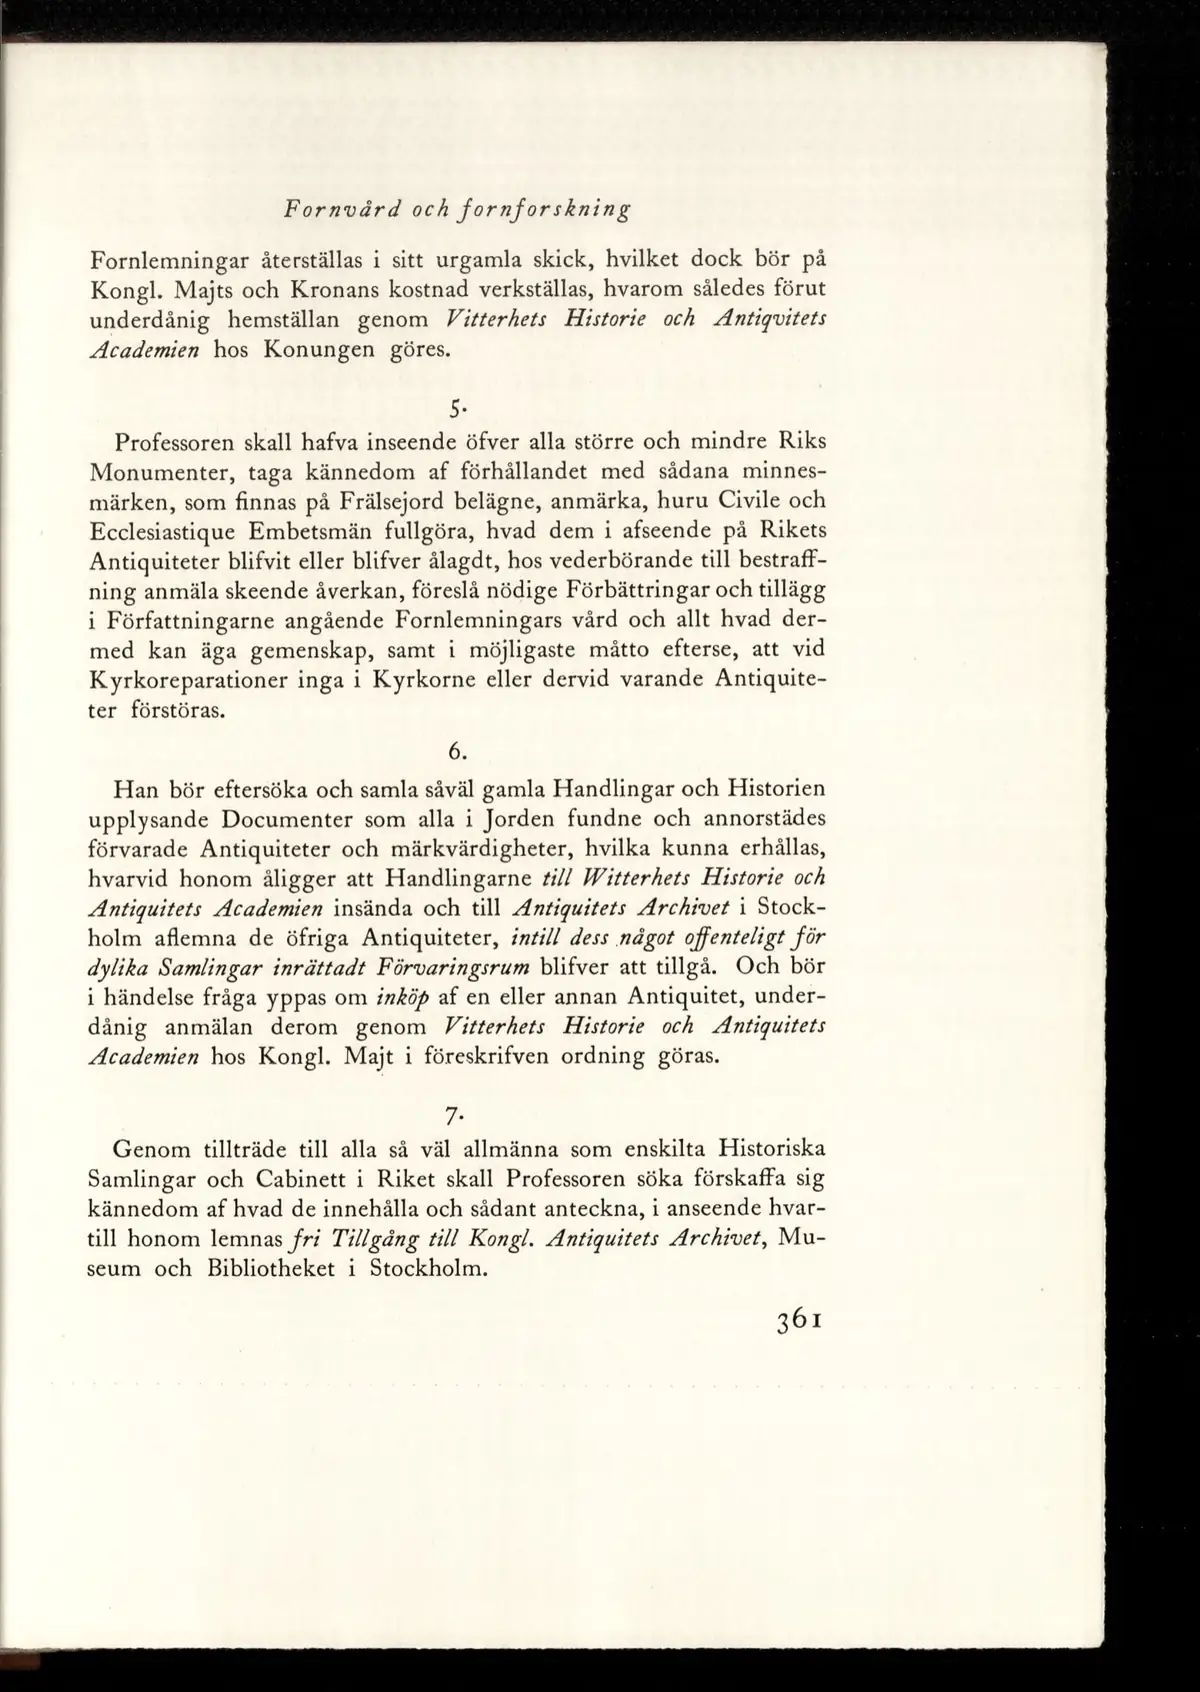 Fornvård och fornforskning
Fornlemningar återställas i sitt urgamla skick, hvilket dock bör på
Kongl. Majts och Kronans kostnad verkställas, hvarom således förut
underdånig hemställan genom Vitterhets Historie och Antiqvitets
Academien hos Konungen göres.
5.
Professoren skall hafva inseende öfver alla större och mindre Riks
Monumenter, taga kännedom af förhållandet med sådana minnes-
märken, som finnas på Frälsejord belägne, anmärka, huru Civile och
Ecclesiastique Embetsmän fullgöra, hvad dem i afseende på Rikets
Antiquiteter blifvit eller blifver ålagdt, hos vederbörande till bestraff-
ning anmäla skeende åverkan, föreslå nödige Förbättringar och tillägg
i Författningarne angående Fornlemningars vård och allt hvad der-
med kan äga gemenskap, samt i möjligaste måtto efterse, att vid
Kyrkoreparationer inga i Kyrkorne eller dervid varande Antiquite-
ter förstöras.
6.
Han bör eftersöka och samla såväl gamla Handlingar och Historien
upplysande Documenter som alla i Jorden fundne och annorstädes
förvarade Antiquiteter och märkvärdigheter, hvilka kunna erhållas,
hvarvid honom åligger att Handlingarne till Witterhets Historie och
Antiquitets Academien insända och till Antiquitets Archivet i Stock-
holm aflemna de öfriga Antiquiteter, intill dess något offenteligt för
dylika Samlingar inrättadt Förvaringsrum blifver att tillgå. Och bör
i händelse fråga yppas om inköp af en eller annan Antiquitet, under-
dånig anmälan derom genom Vitterhets Historie och Antiquitets
Academien hos Kongl. Majt i föreskrifven ordning göras.
7.
Genom tillträde till alla så väl allmänna som enskilta Historiska
Samlingar och Cabinett i Riket skall Professoren söka förskaffa sig
kännedom af hvad de innehålla och sådant anteckna, i anseende hvar-
till honom lemnas fri Tillgång till Kongl. Antiquitets Archivet, Mu-
seum och Bibliotheket i Stockholm.
361